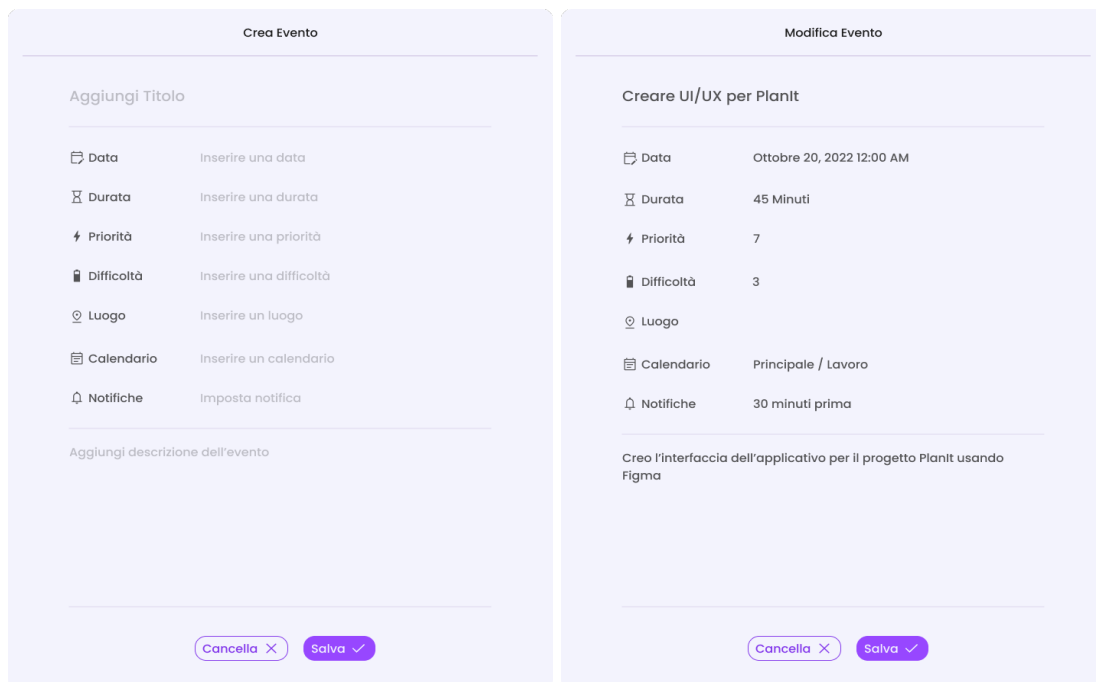 Crea Evento
Aggiungi Titolo
Data Inserire una data
Durata Inserire una durata
Priorità Inserire una priorità
Difficoltà Inserire una difficoltà
Luogo Inserire un luogo
Calendario Inserire un calendario
Notifiche Imposta notifica
Aggiungi descrizione dell'evento
Cancella Salva
Modifica Evento
Creare UI/UX per PlanIt
Data Ottobre 20, 2022 12:00 AM
Durata 45 Minuti
Priorità 7
Difficoltà 3
Luogo
Calendario Principale / Lavoro
Notifiche 30 minuti prima
Creo l'interfaccia dell'applicativo per il progetto PlanIt usando
Figma
Cancella Salva